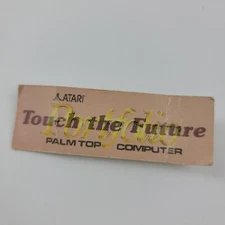 ATARI
Portfolio
Touch the Future
PALM TOP COMPUTER